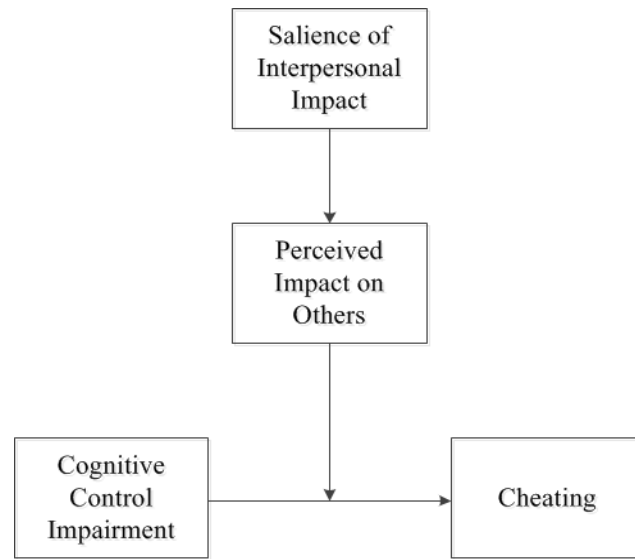 Salience of
Interpersonal
Impact
Perceived
Impact on
Others
Cognitive
Control
Impairment
Cheating